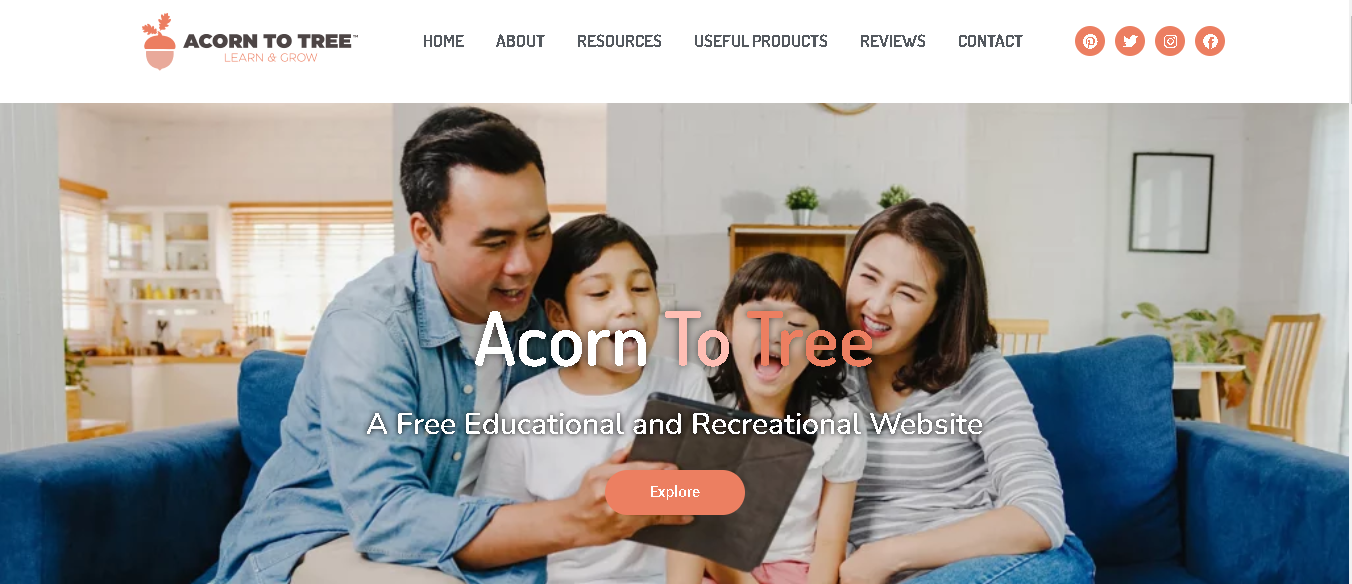 ACORN TO TREE™
LEARN & GROW
HOME ABOUT RESOURCES USEFUL PRODUCTS REVIEWS CONTACT
Acorn To Tree
A Free Educational and Recreational Website
Explore